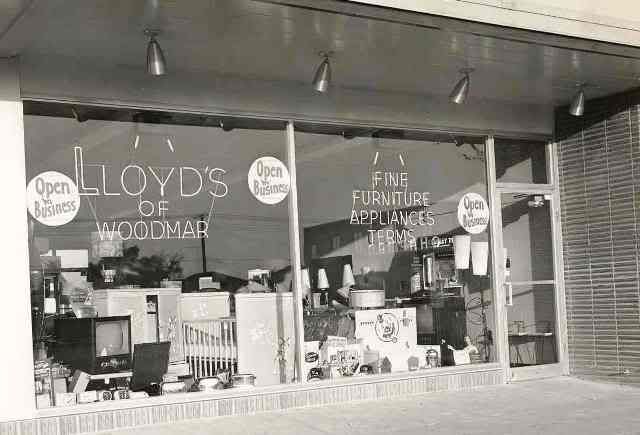 LLOYD'S
OF
WOODMAR
Open
for
Business
Open
for
Business
FINE
FURNITURE
APPLIANCES
TERMS
Open
for
Business